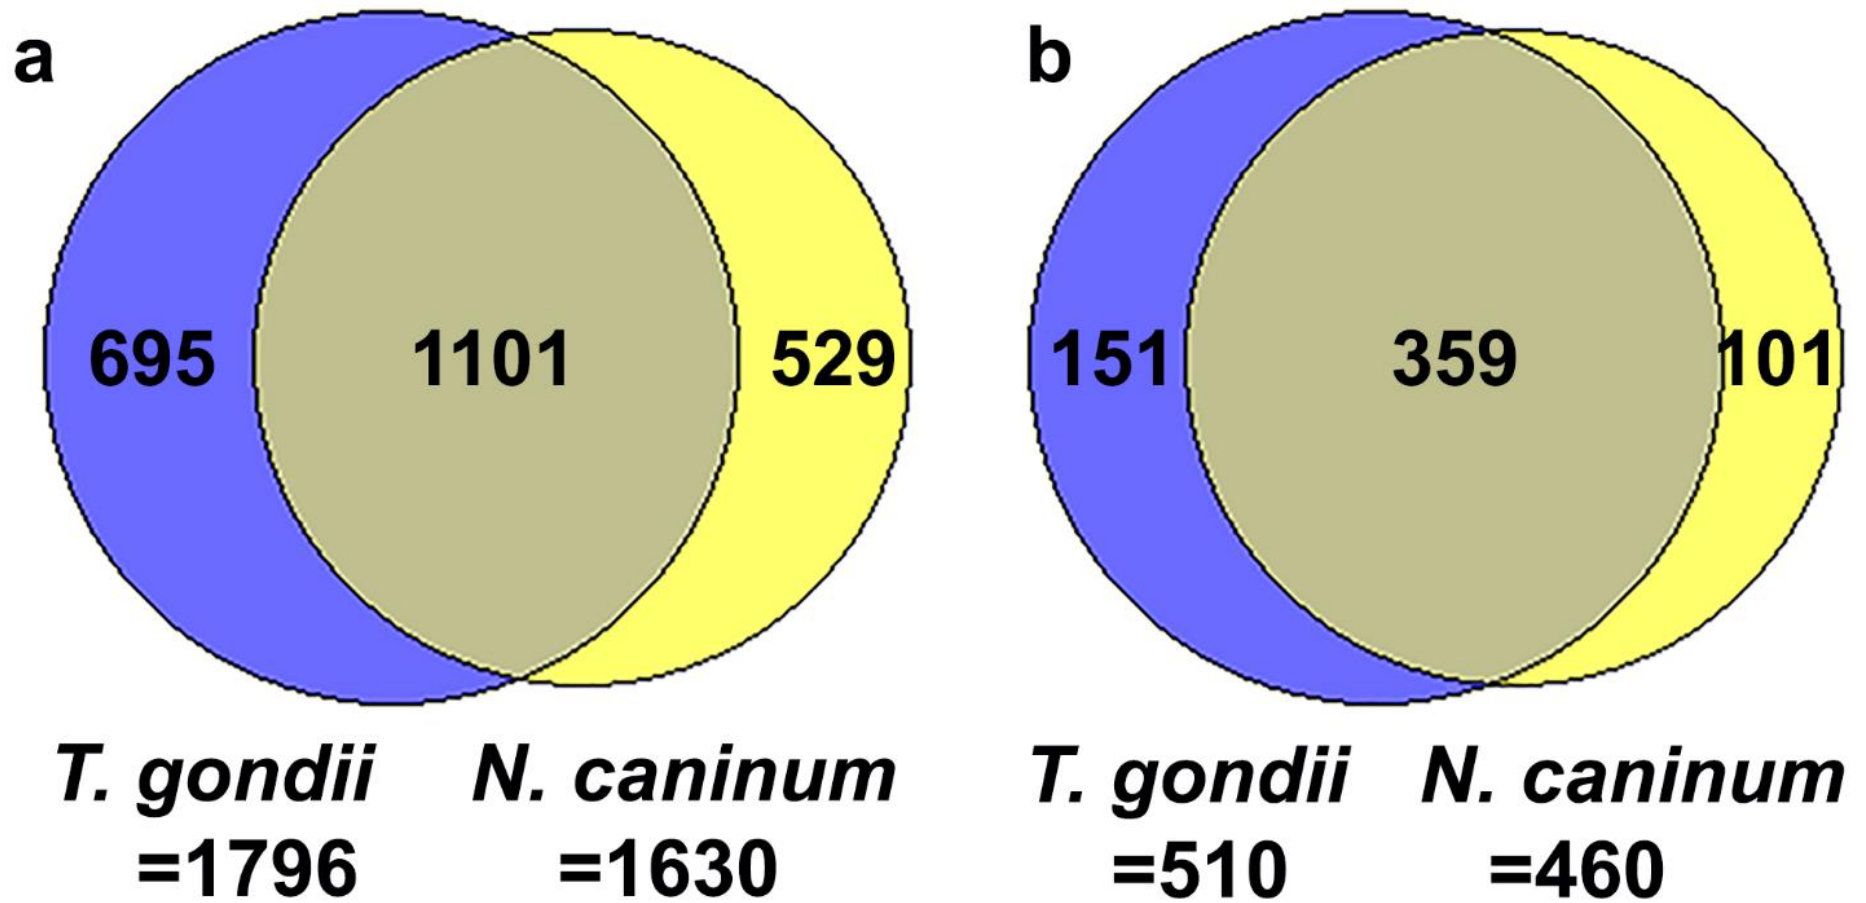 a
695 1101 529
T. gondii N. caninum
=1796 =1630
b
151 359 101
T. gondii N. caninum
=510 =460